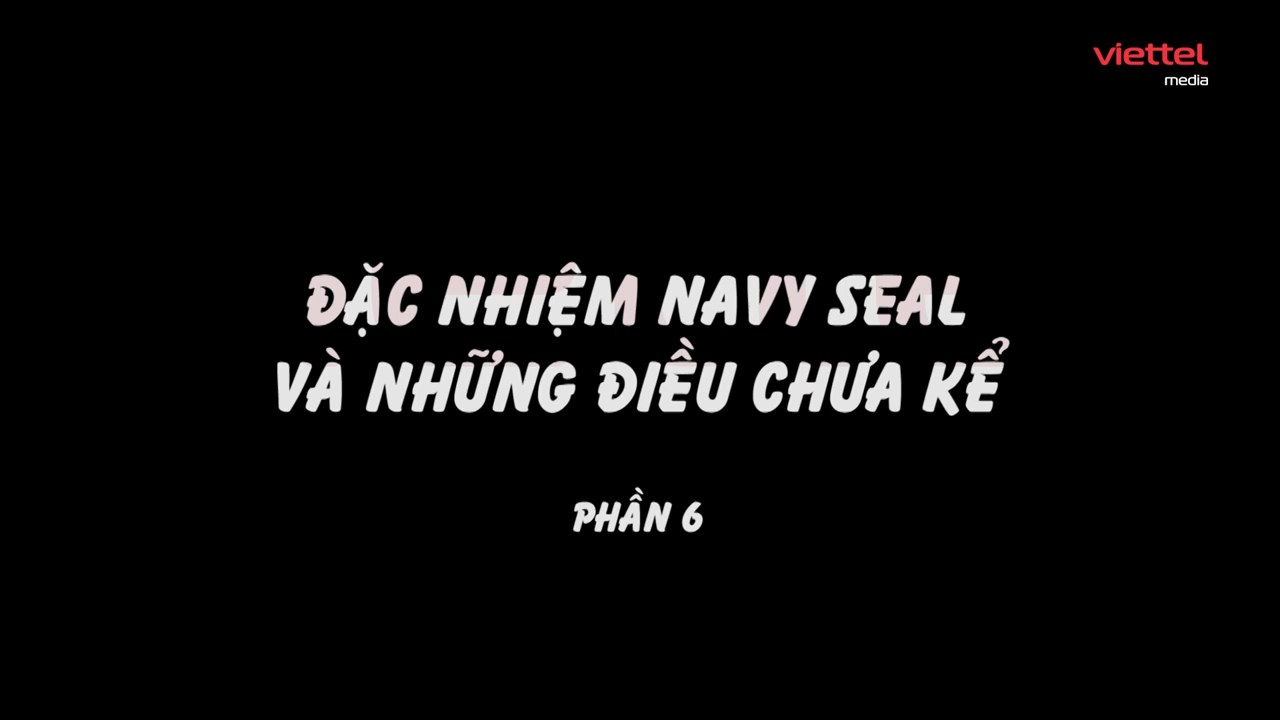 viettel
media
ĐẶC NHIỆM NAVY SEAL
VÀ NHỮNG ĐIỀU CHƯA KỂ
PHẦN 6